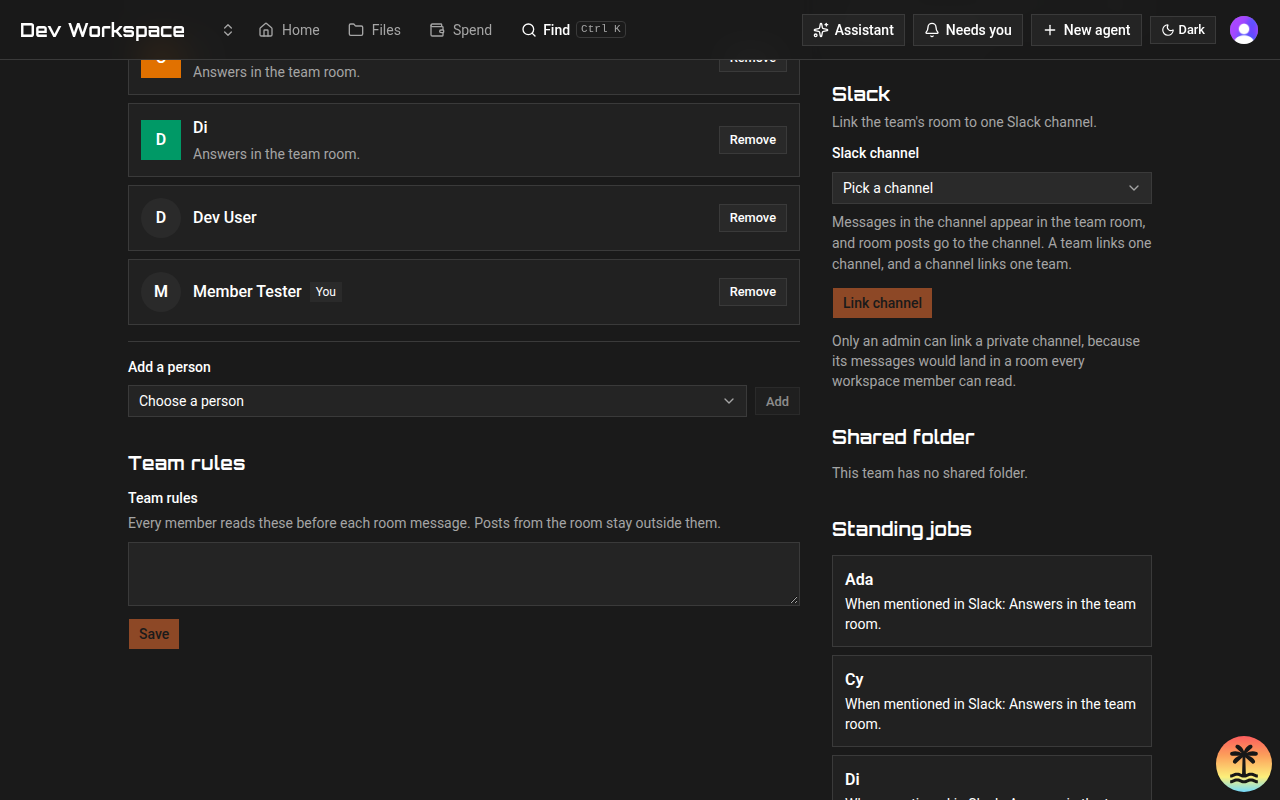 Dev Workspace
Home
Files
Spend
Find
Ctrl K
Assistant
Needs you
New agent
Dark
Answers in the team room.
Remove
D
Di
Answers in the team room.
Remove
D
Dev User
Remove
M
Member Tester
You
Remove
Add a person
Choose a person
Add
Team rules
Team rules
Every member reads these before each room message. Posts from the room stay outside them.
Save
Slack
Link the team's room to one Slack channel.
Slack channel
Pick a channel
Messages in the channel appear in the team room,
and room posts go to the channel. A team links one
channel, and a channel links one team.
Link channel
Only an admin can link a private channel, because
its messages would land in a room every
workspace member can read.
Shared folder
This team has no shared folder.
Standing jobs
Ada
When mentioned in Slack: Answers in the team
room.
Cy
When mentioned in Slack: Answers in the team
room.
Di